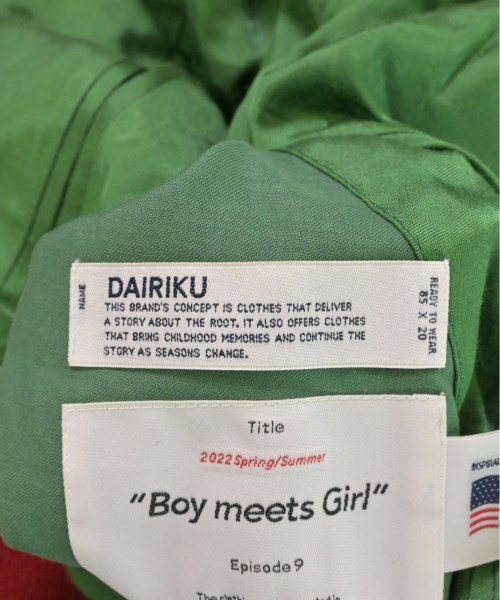 NAME
DAIRIKU
THIS BRAND'S CONCEPT IS CLOTHES THAT DELIVER
A STORY ABOUT THE ROOT. IT ALSO OFFERS CLOTHES
THAT BRING CHILDHOOD MEMORIES AND CONTINUE THE
STORY AS SEASONS CHANGE.
READY TO WEAR
85 X 20
Title
2022 Spring/Summer
"Boy meets Girl"
Episode 9